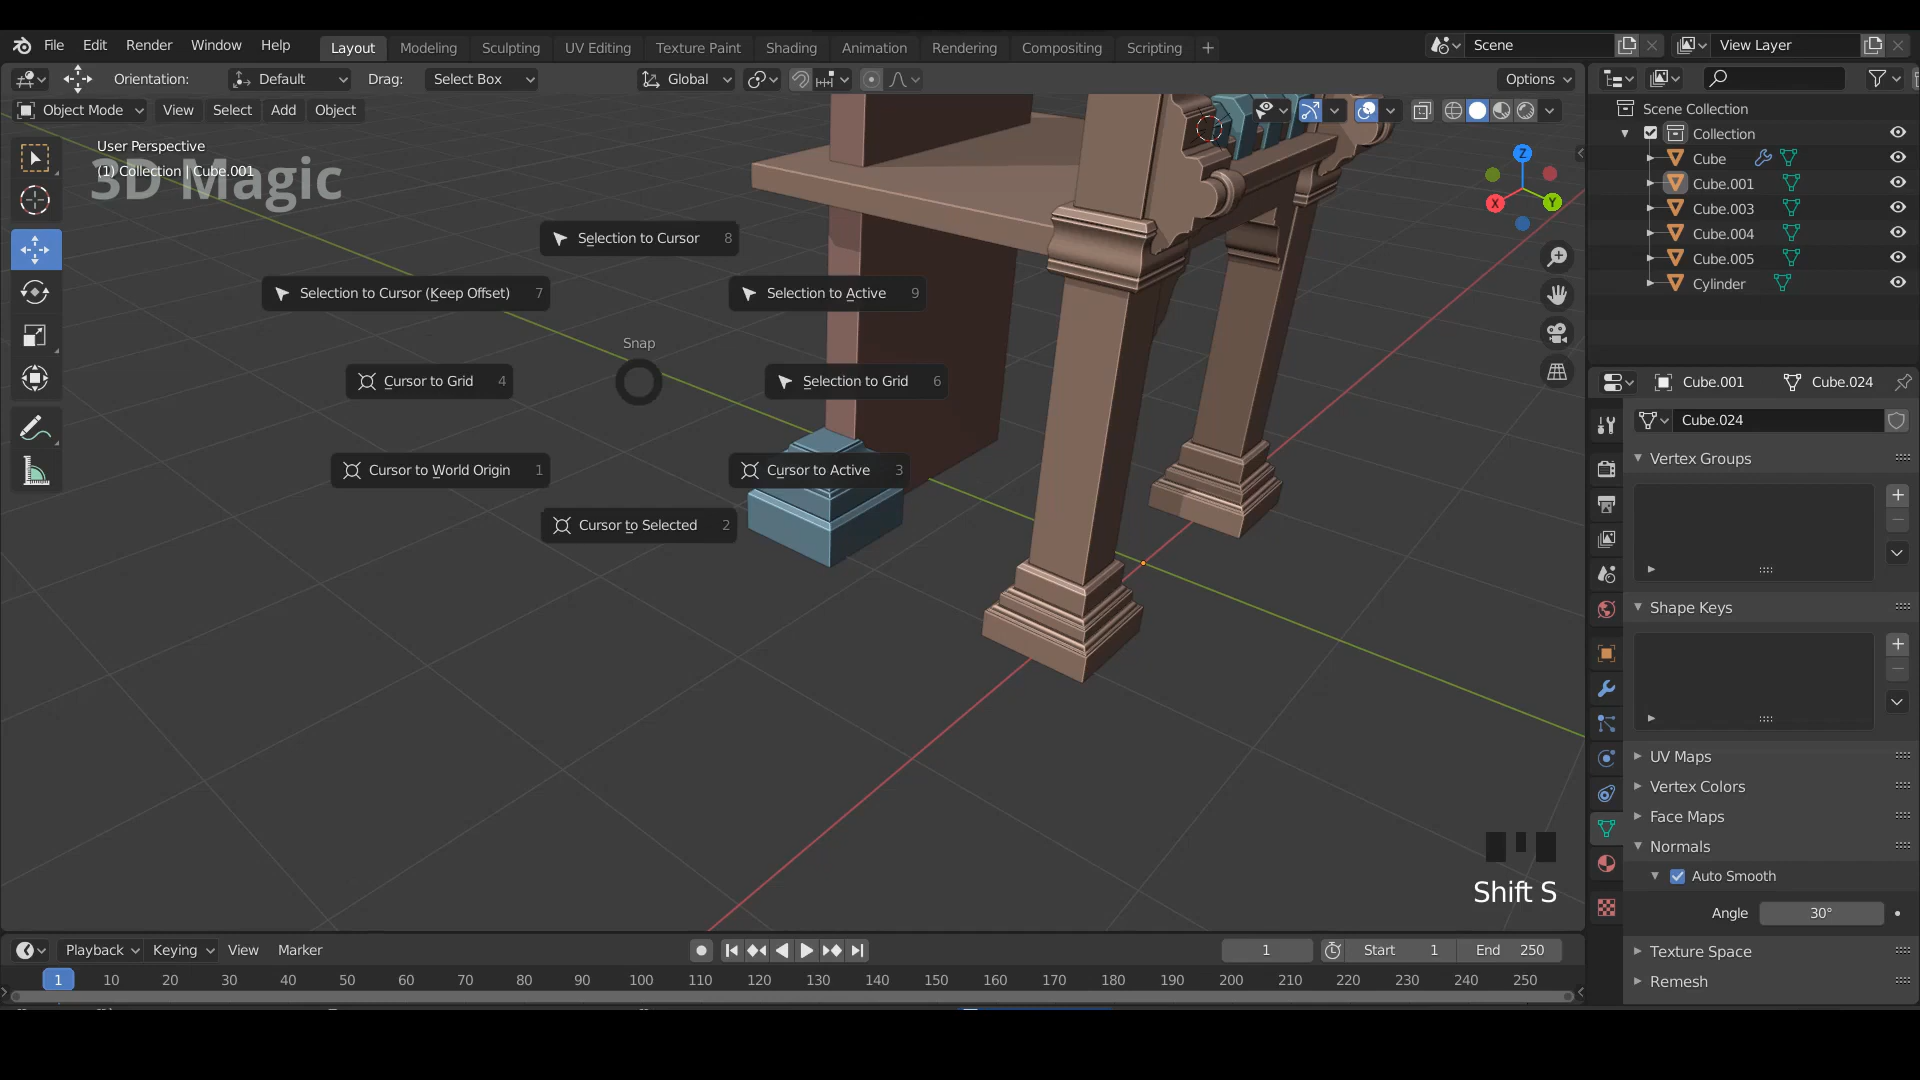 File Edit Render Window Help
Layout Modeling Sculpting UV Editing Texture Paint Shading Animation Rendering Compositing Scripting +
Scene
View Layer
Orientation: Default Drag: Select Box
Global
Options
Object Mode View Select Add Object
User Perspective
(1) Collection | Cube.001
3D Magic
Z
X
Y
Selection to Cursor 8
Selection to Cursor (Keep Offset) 7
Selection to Active 9
Snap
Cursor to Grid 4
Selection to Grid 6
Cursor to World Origin 1
Cursor to Active 3
Cursor to Selected 2
Shift S
Scene Collection
Collection
Cube
Cube.001
Cube.003
Cube.004
Cube.005
Cylinder
Cube.001 Cube.024
Cube.024
Vertex Groups
Shape Keys
UV Maps
Vertex Colors
Face Maps
Normals
Auto Smooth
Angle 30°
Texture Space
Remesh
Playback Keying View Marker
1 Start 1 End 250
1 10 20 30 40 50 60 70 80 90 100 110 120 130 140 150 160 170 180 190 200 210 220 230 240 250